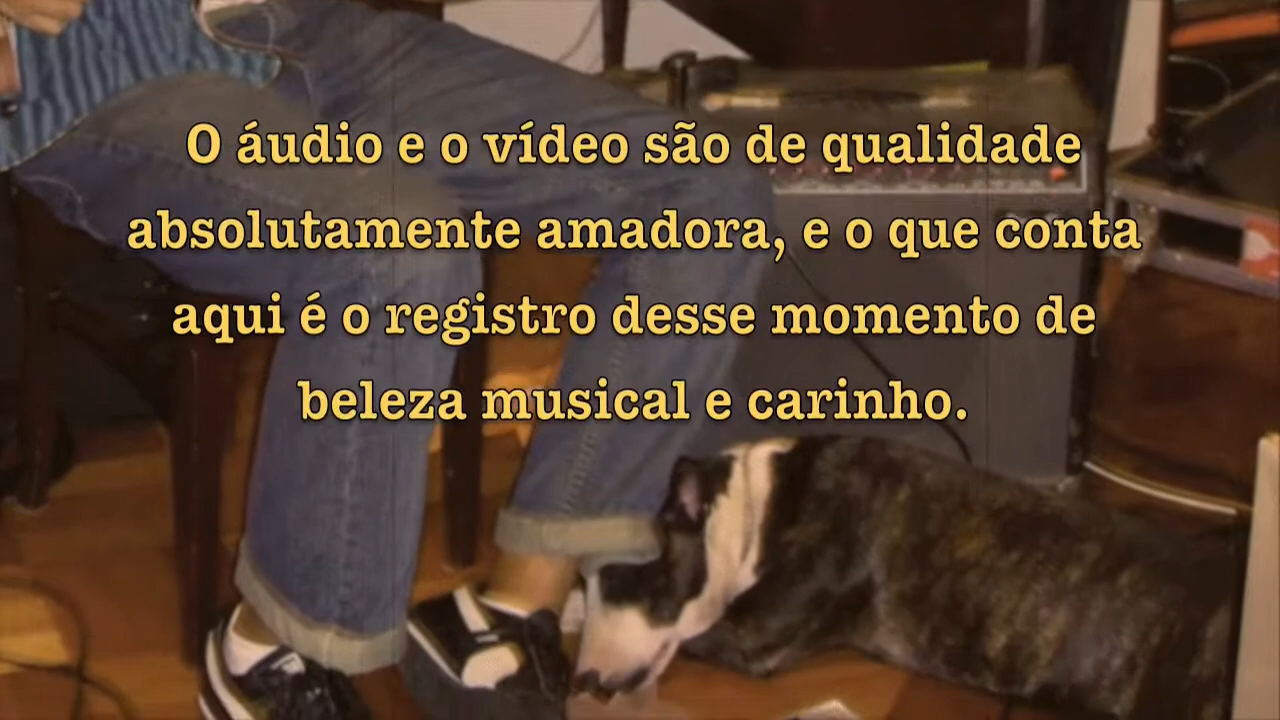 O áudio e o vídeo são de qualidade
absolutamente amadora, e o que conta
aqui é o registro desse momento de
beleza musical e carinho.